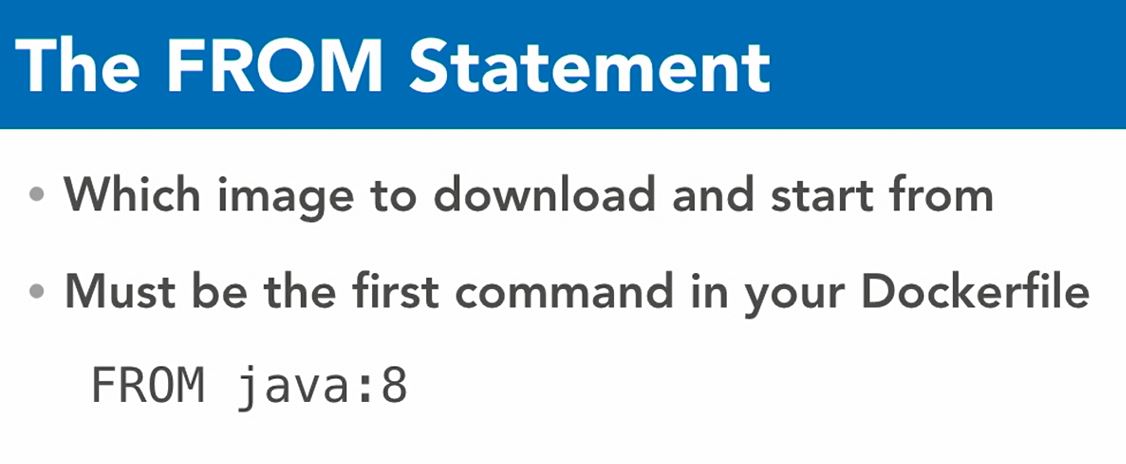 The FROM Statement
• Which image to download and start from
• Must be the first command in your Dockerfile
FROM java:8